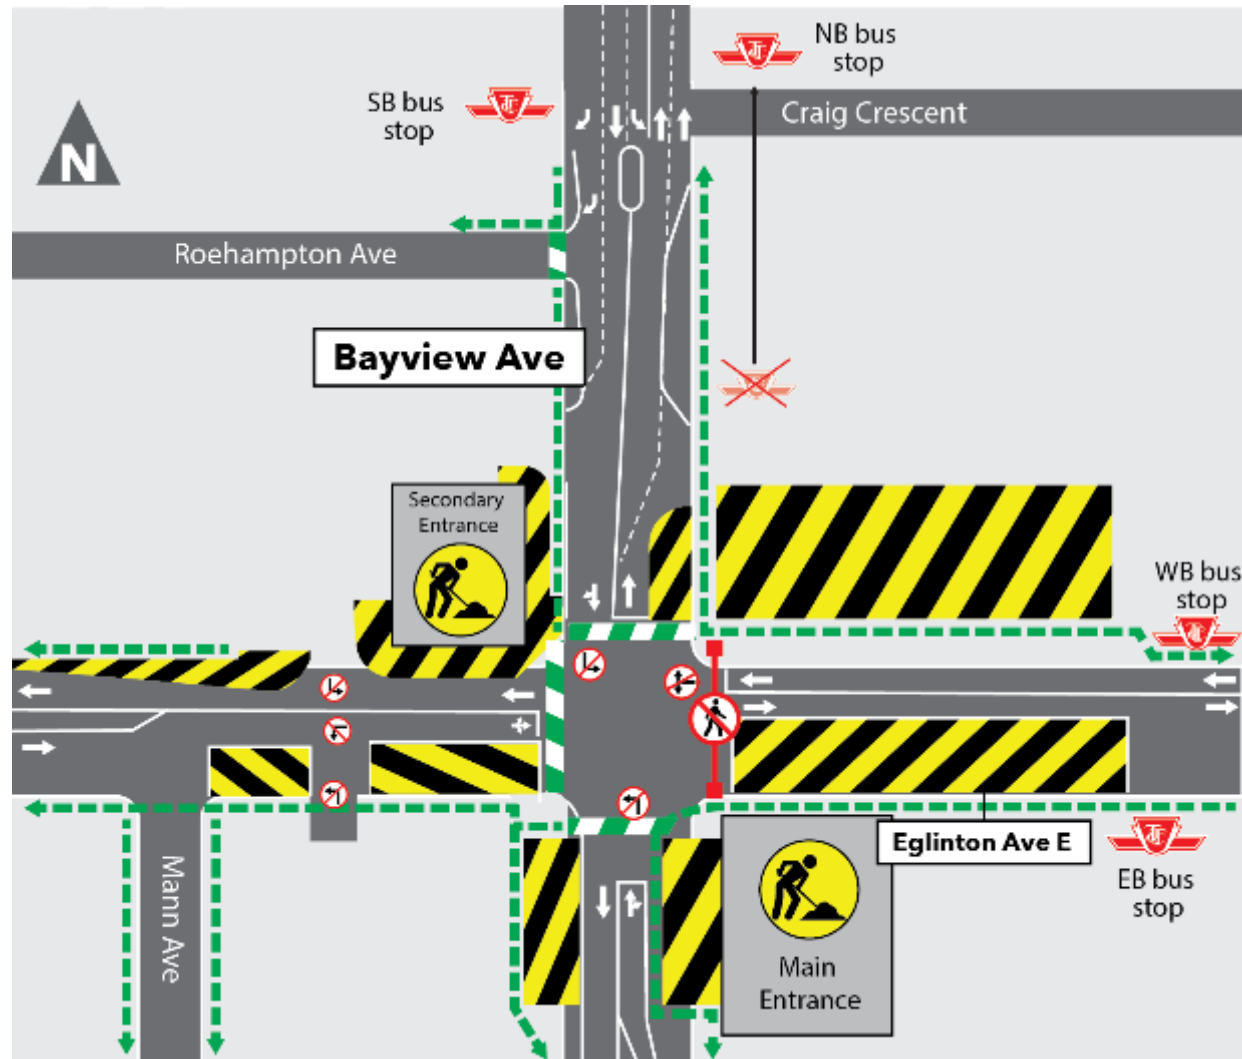 NB bus
stop
SB bus
stop
Craig Crescent
N
Roehampton Ave
Bayview Ave
Secondary
Entrance
WB bus
stop
Eglinton Ave E
EB bus
stop
Mann Ave
Main
Entrance